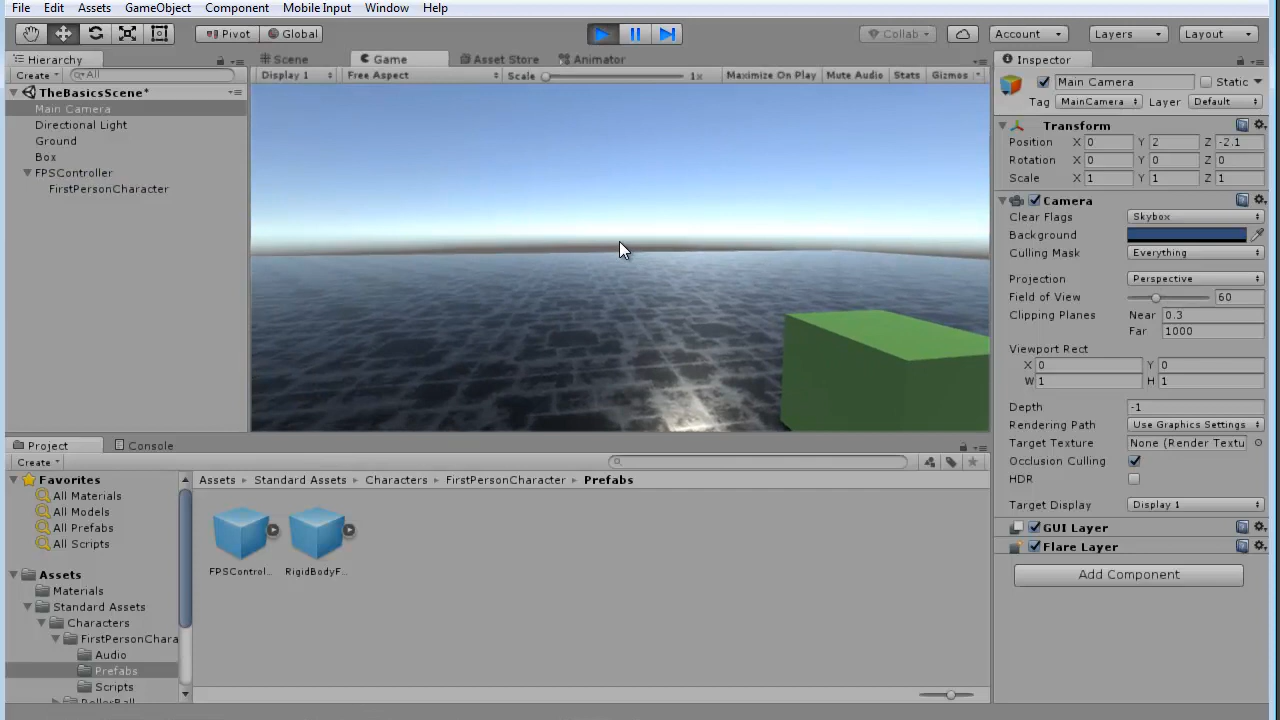 File Edit Assets GameObject Component Mobile Input Window Help
Pivot Global Collab Account Layers Layout
Hierarchy Scene Game Asset Store Animator Inspector
Create All Display 1 Free Aspect Scale 1x Maximize On Play Mute Audio Stats Gizmos
TheBasicsScene*
Main Camera
Directional Light
Ground
Box
FPSController
FirstPersonCharacter
Main Camera Static
Tag MainCamera Layer Default
Transform
Position X 0 Y 2 Z -2.1
Rotation X 0 Y 0 Z 0
Scale X 1 Y 1 Z 1
Camera
Clear Flags Skybox
Background
Culling Mask Everything
Projection Perspective
Field of View 60
Clipping Planes Near 0.3
Far 1000
Viewport Rect
X 0 Y 0
W 1 H 1
Depth -1
Rendering Path Use Graphics Settings
Target Texture None (Render Textu
Occlusion Culling
HDR
Target Display Display 1
GUI Layer
Flare Layer
Add Component
Project Console
Create
Favorites
All Materials
All Models
All Prefabs
All Scripts
Assets
Materials
Standard Assets
Characters
FirstPersonChara
Audio
Prefabs
Scripts
RollerBall
Assets Standard Assets Characters FirstPersonCharacter Prefabs
FPSControl... RigidBodyF...